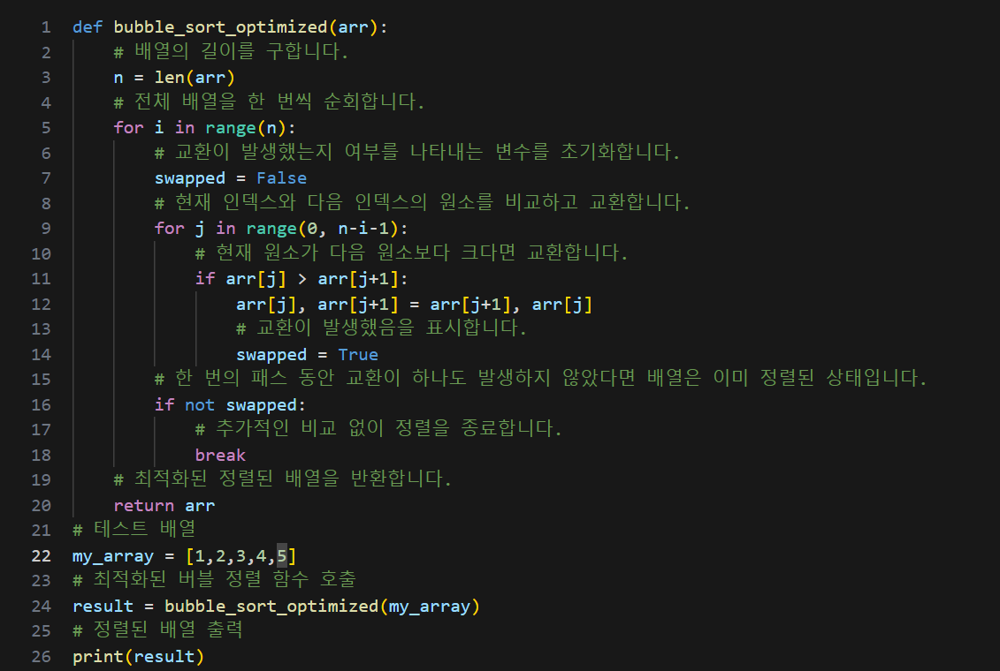 1 def bubble_sort_optimized(arr):
2     # 배열의 길이를 구합니다.
3     n = len(arr)
4     # 전체 배열을 한 번씩 순회합니다.
5     for i in range(n):
6         # 교환이 발생했는지 여부를 나타내는 변수를 초기화합니다.
7         swapped = False
8         # 현재 인덱스와 다음 인덱스의 원소를 비교하고 교환합니다.
9         for j in range(0, n-i-1):
10             # 현재 원소가 다음 원소보다 크다면 교환합니다.
11             if arr[j] > arr[j+1]:
12                 arr[j], arr[j+1] = arr[j+1], arr[j]
13                 # 교환이 발생했음을 표시합니다.
14                 swapped = True
15         # 한 번의 패스 동안 교환이 하나도 발생하지 않았다면 배열은 이미 정렬된 상태입니다.
16         if not swapped:
17             # 추가적인 비교 없이 정렬을 종료합니다.
18             break
19     # 최적화된 정렬된 배열을 반환합니다.
20     return arr
21 # 테스트 배열
22 my_array = [1,2,3,4,5]
23 # 최적화된 버블 정렬 함수 호출
24 result = bubble_sort_optimized(my_array)
25 # 정렬된 배열 출력
26 print(result)